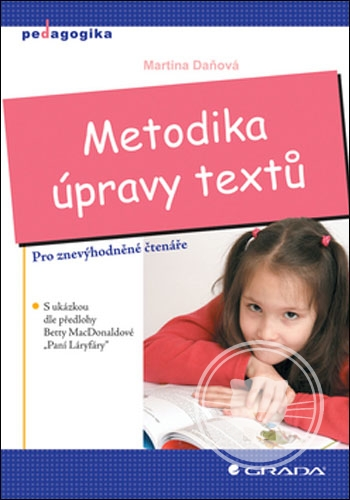 pedagogika
Martina Daňová
Metodika
úpravy textů
Pro znevýhodněné čtenáře
S ukázkou
dle předlohy
Betty MacDonaldové
„Paní Láryfáry"
GRADA